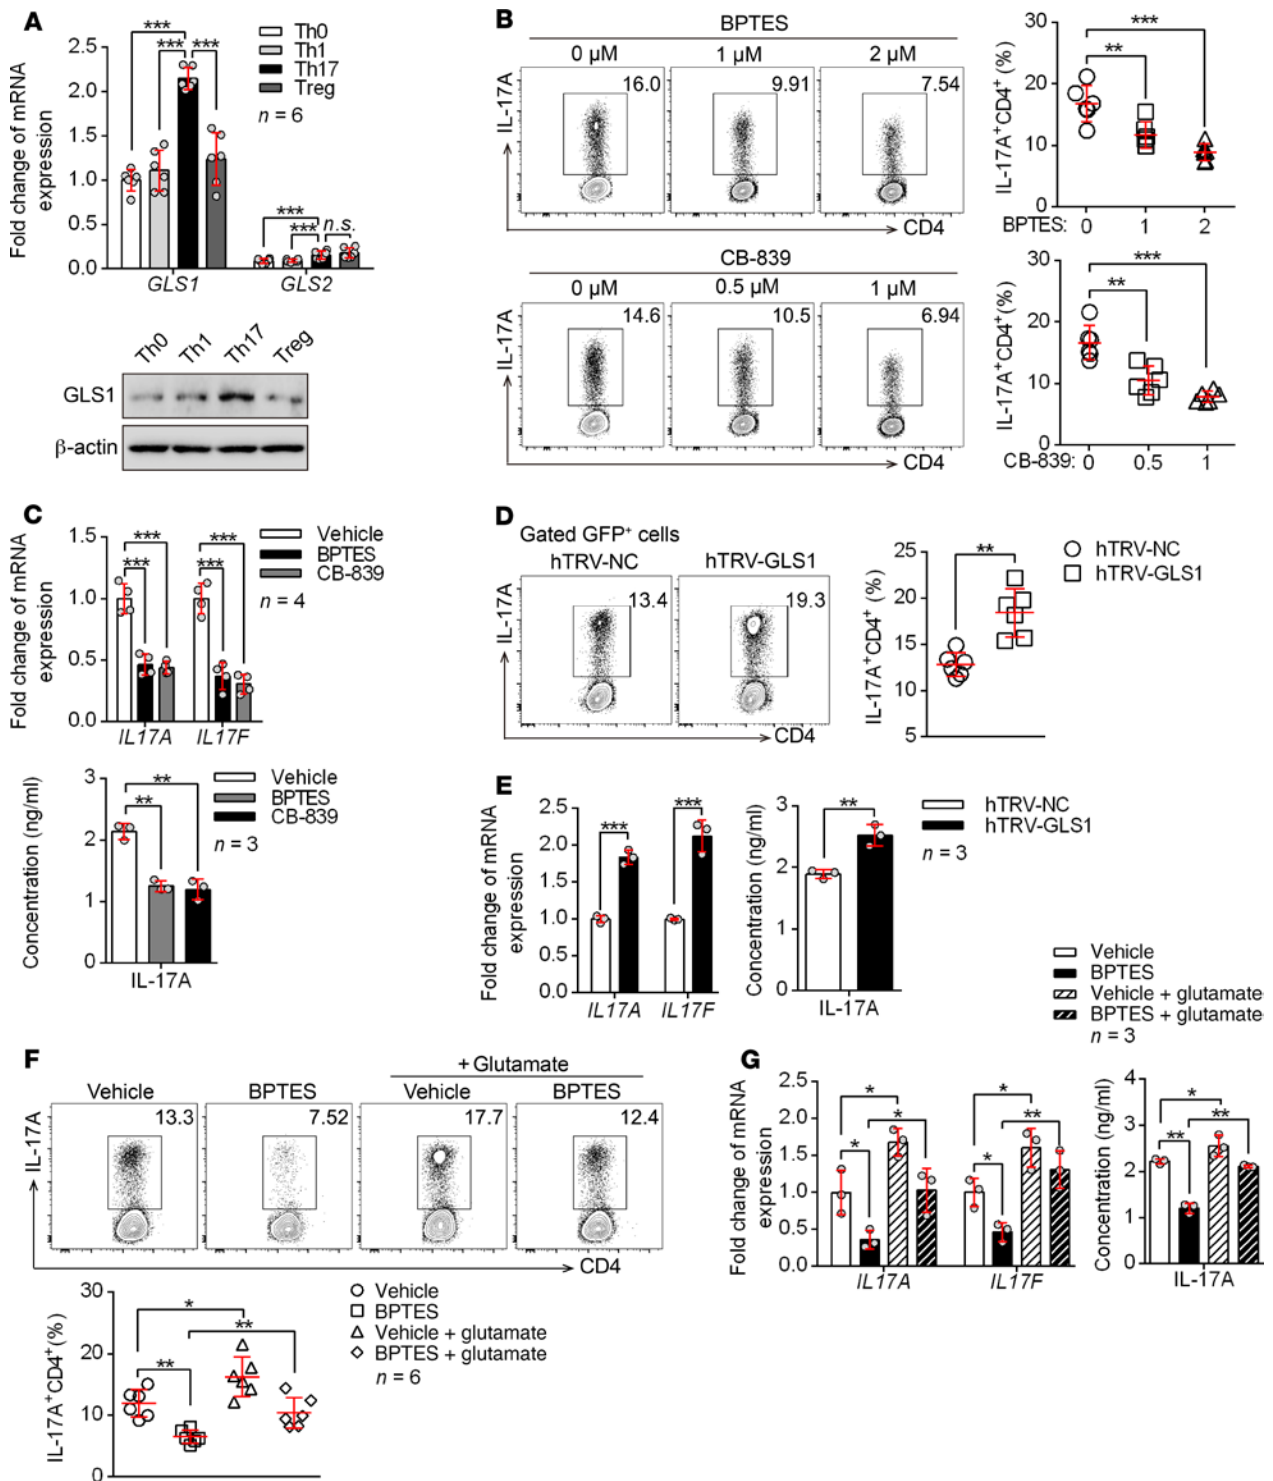 A
Fold change of mRNA
expression
2.5
2.0
1.5
1.0
0.5
0.0
***
***
***
***
***
n.s.
GLS1
GLS2
Th0
Th1
Th17
Treg
n = 6
Th0
Th1
Th17
Treg
GLS1
β-actin
B
BPTES
0 µM
1 µM
2 µM
16.0
9.91
7.54
IL-17A
CD4
IL-17A⁺CD4⁺ (%)
30
20
10
0
**
***
BPTES:
0
1
2
CB-839
0 µM
0.5 µM
1 µM
14.6
10.5
6.94
IL-17A
CD4
IL-17A⁺CD4⁺ (%)
30
20
10
0
**
***
CB-839:
0
0.5
1
C
Fold change of mRNA
expression
1.5
1.0
0.5
0.0
***
***
***
***
IL17A
IL17F
Vehicle
BPTES
CB-839
n = 4
Concentration (ng/ml)
3
2
1
0
**
**
IL-17A
Vehicle
BPTES
CB-839
n = 3
D
Gated GFP⁺ cells
hTRV-NC
hTRV-GLS1
13.4
19.3
IL-17A
CD4
IL-17A⁺CD4⁺ (%)
25
20
15
10
5
**
hTRV-NC
hTRV-GLS1
E
Fold change of mRNA
expression
2.5
2.0
1.5
1.0
0.5
0.0
***
***
IL17A
IL17F
Concentration (ng/ml)
3
2
1
0
**
IL-17A
hTRV-NC
hTRV-GLS1
n = 3
F
+ Glutamate
Vehicle
BPTES
Vehicle
BPTES
13.3
7.52
17.7
12.4
IL-17A
CD4
IL-17A⁺CD4⁺ (%)
30
20
10
0
*
**
**
Vehicle
BPTES
Vehicle + glutamate
BPTES + glutamate
n = 6
G
Vehicle
BPTES
Vehicle + glutamate
BPTES + glutamate
n = 3
Fold change of mRNA
expression
2.5
2.0
1.5
1.0
0.5
0.0
*
*
*
*
**
*
IL17A
IL17F
Concentration (ng/ml)
4
3
2
1
0
*
**
**
IL-17A